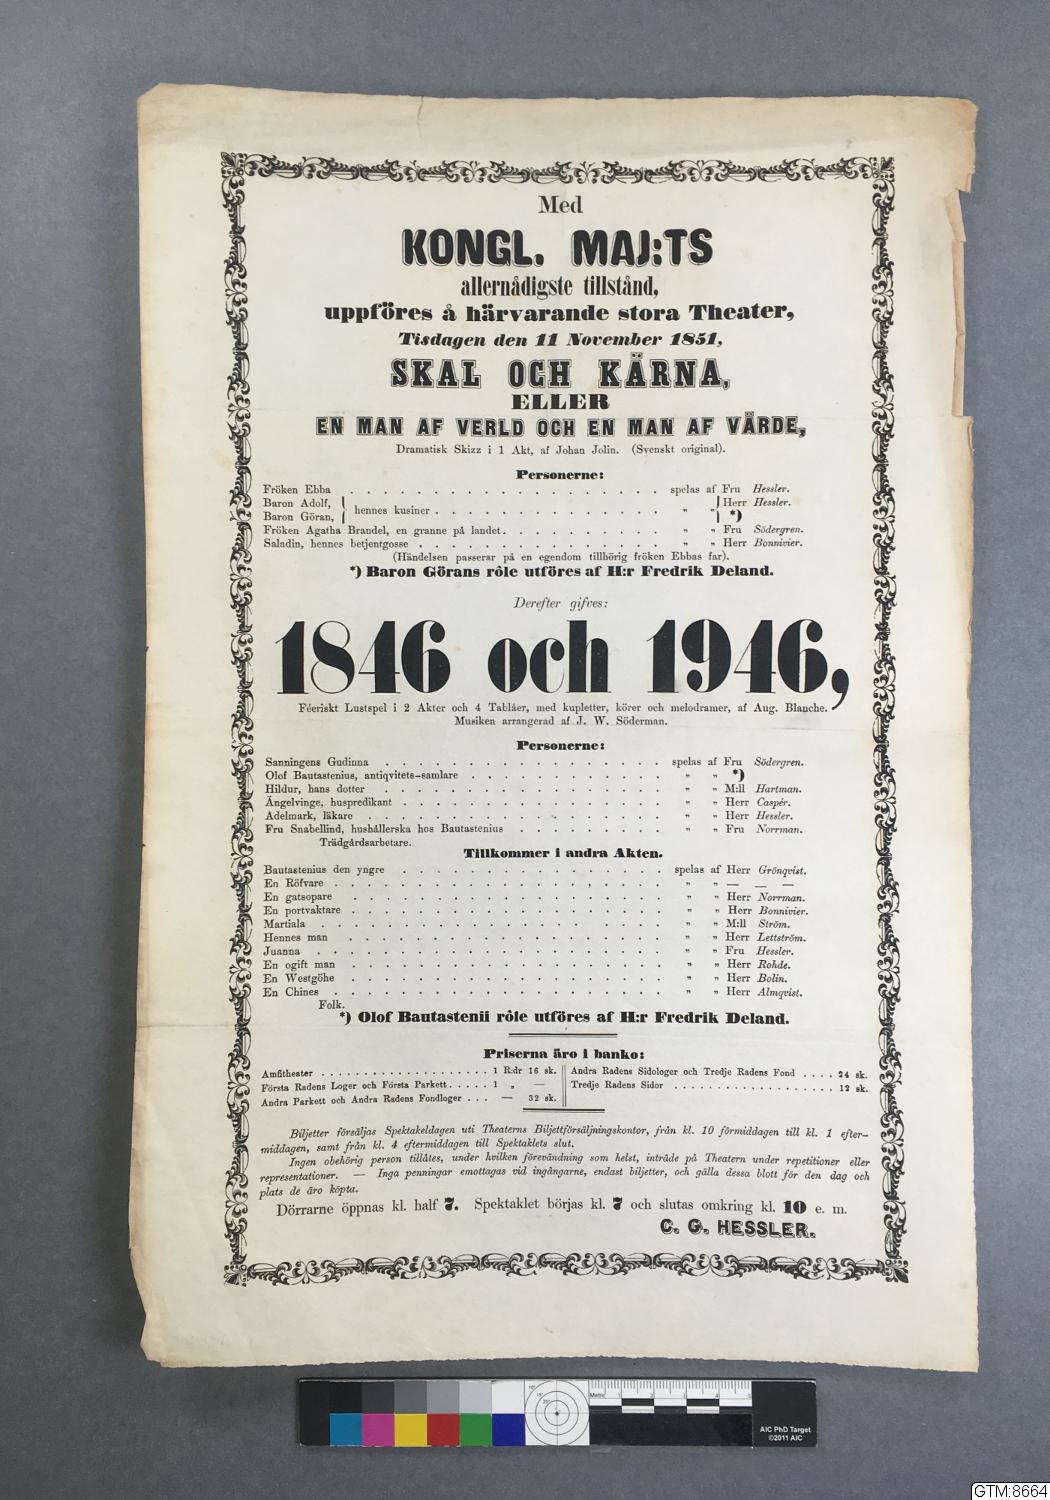 Med
KONGL. MAJ:TS
allernådigste tillstånd,
uppföres å härvarande stora Theater,
Tisdagen den 11 November 1851,
SKAL OCH KÄRNA,
ELLER
EN MAN AF VERLD OCH EN MAN AF VÄRDE,
Dramatisk Skizz i 1 Akt, af Johan Jolin. (Svenskt original).
Personerne:
Fröken Ebba . . . . . spelas af Fru Hessler.
Baron Adolf, } hennes kusiner . . . . . „ „ } Herr Hessler.
Baron Göran, } *)
Fröken Agatha Brandel, en granne på landet. . . . . „ „ Fru Södergren.
Saladin, hennes betjentgosse . . . . . „ „ Herr Bonnivier.
(Händelsen passerar på en egendom tillhörig fröken Ebbas far).
*) Baron Görans rôle utföres af H:r Fredrik Deland.
Derefter gifves:
1846 och 1946,
Féeriskt Lustspel i 2 Akter och 4 Tablåer, med kupletter, körer och melodramer, af Aug. Blanche.
Musiken arrangerad af J. W. Söderman.
Personerne:
Sanningens Gudinna . . . . . spelas af Fru Södergren.
Olof Bautastenius, antiqvitets-samlare . . . . . „ „ *)
Hildur, hans dotter . . . . . „ „ M:ll Hartman.
Ängelvinge, huspredikant . . . . . „ „ Herr Caspér.
Adelmark, läkare . . . . . „ „ Herr Hessler.
Fru Snabellind, hushållerska hos Bautastenius . . . . . „ „ Fru Norrman.
Trädgårdsarbetare.
Tillkommer i andra Akten.
Bautastenius den yngre . . . . . spelas af Herr Grönqvist.
En Röfvare . . . . . „ „ — — —
En gatsopare . . . . . „ „ Herr Norrman.
En portvaktare . . . . . „ „ Herr Bonnivier.
Martiala . . . . . „ „ M:ll Ström.
Hennes man . . . . . „ „ Herr Lettström.
Juanna . . . . . „ „ Fru Hessler.
En ogift man . . . . . „ „ Herr Rohde.
En Westgöhe . . . . . „ „ Herr Bolin.
En Chines . . . . . „ „ Herr Almqvist.
Folk.
*) Olof Bautastenii rôle utföres af H:r Fredrik Deland.
Priserna äro i banko:
Amfitheater . . . . . 1 R:dr 16 sk.
Första Radens Loger och Första Parkett. . . . . 1 „ —
Andra Parkett och Andra Radens Fondloger . . . — 32 sk.
Andra Radens Sidologer och Tredje Radens Fond . . . . 24 sk.
Tredje Radens Sidor . . . . . 12 sk.
Biljetter försäljas Spektakeldagen uti Theaterns Biljettförsäljningskontor, från kl. 10 förmiddagen till kl. 1 efter-
middagen, samt från kl. 4 eftermiddagen till Spektaklets slut.
Ingen obehörig person tillåtes, under hvilken förevändning som helst, inträde på Theatern under repetitioner eller
representationer. — Inga penningar emottagas vid ingångarne, endast biljetter, och gälla dessa blott för den dag och
plats de äro köpta.
Dörrarne öppnas kl. half 7. Spektaklet börjas kl. 7 och slutas omkring kl. 10 e. m.
C. G. HESSLER.
AIC PhD Target
©2011 AIC
GTM:8664